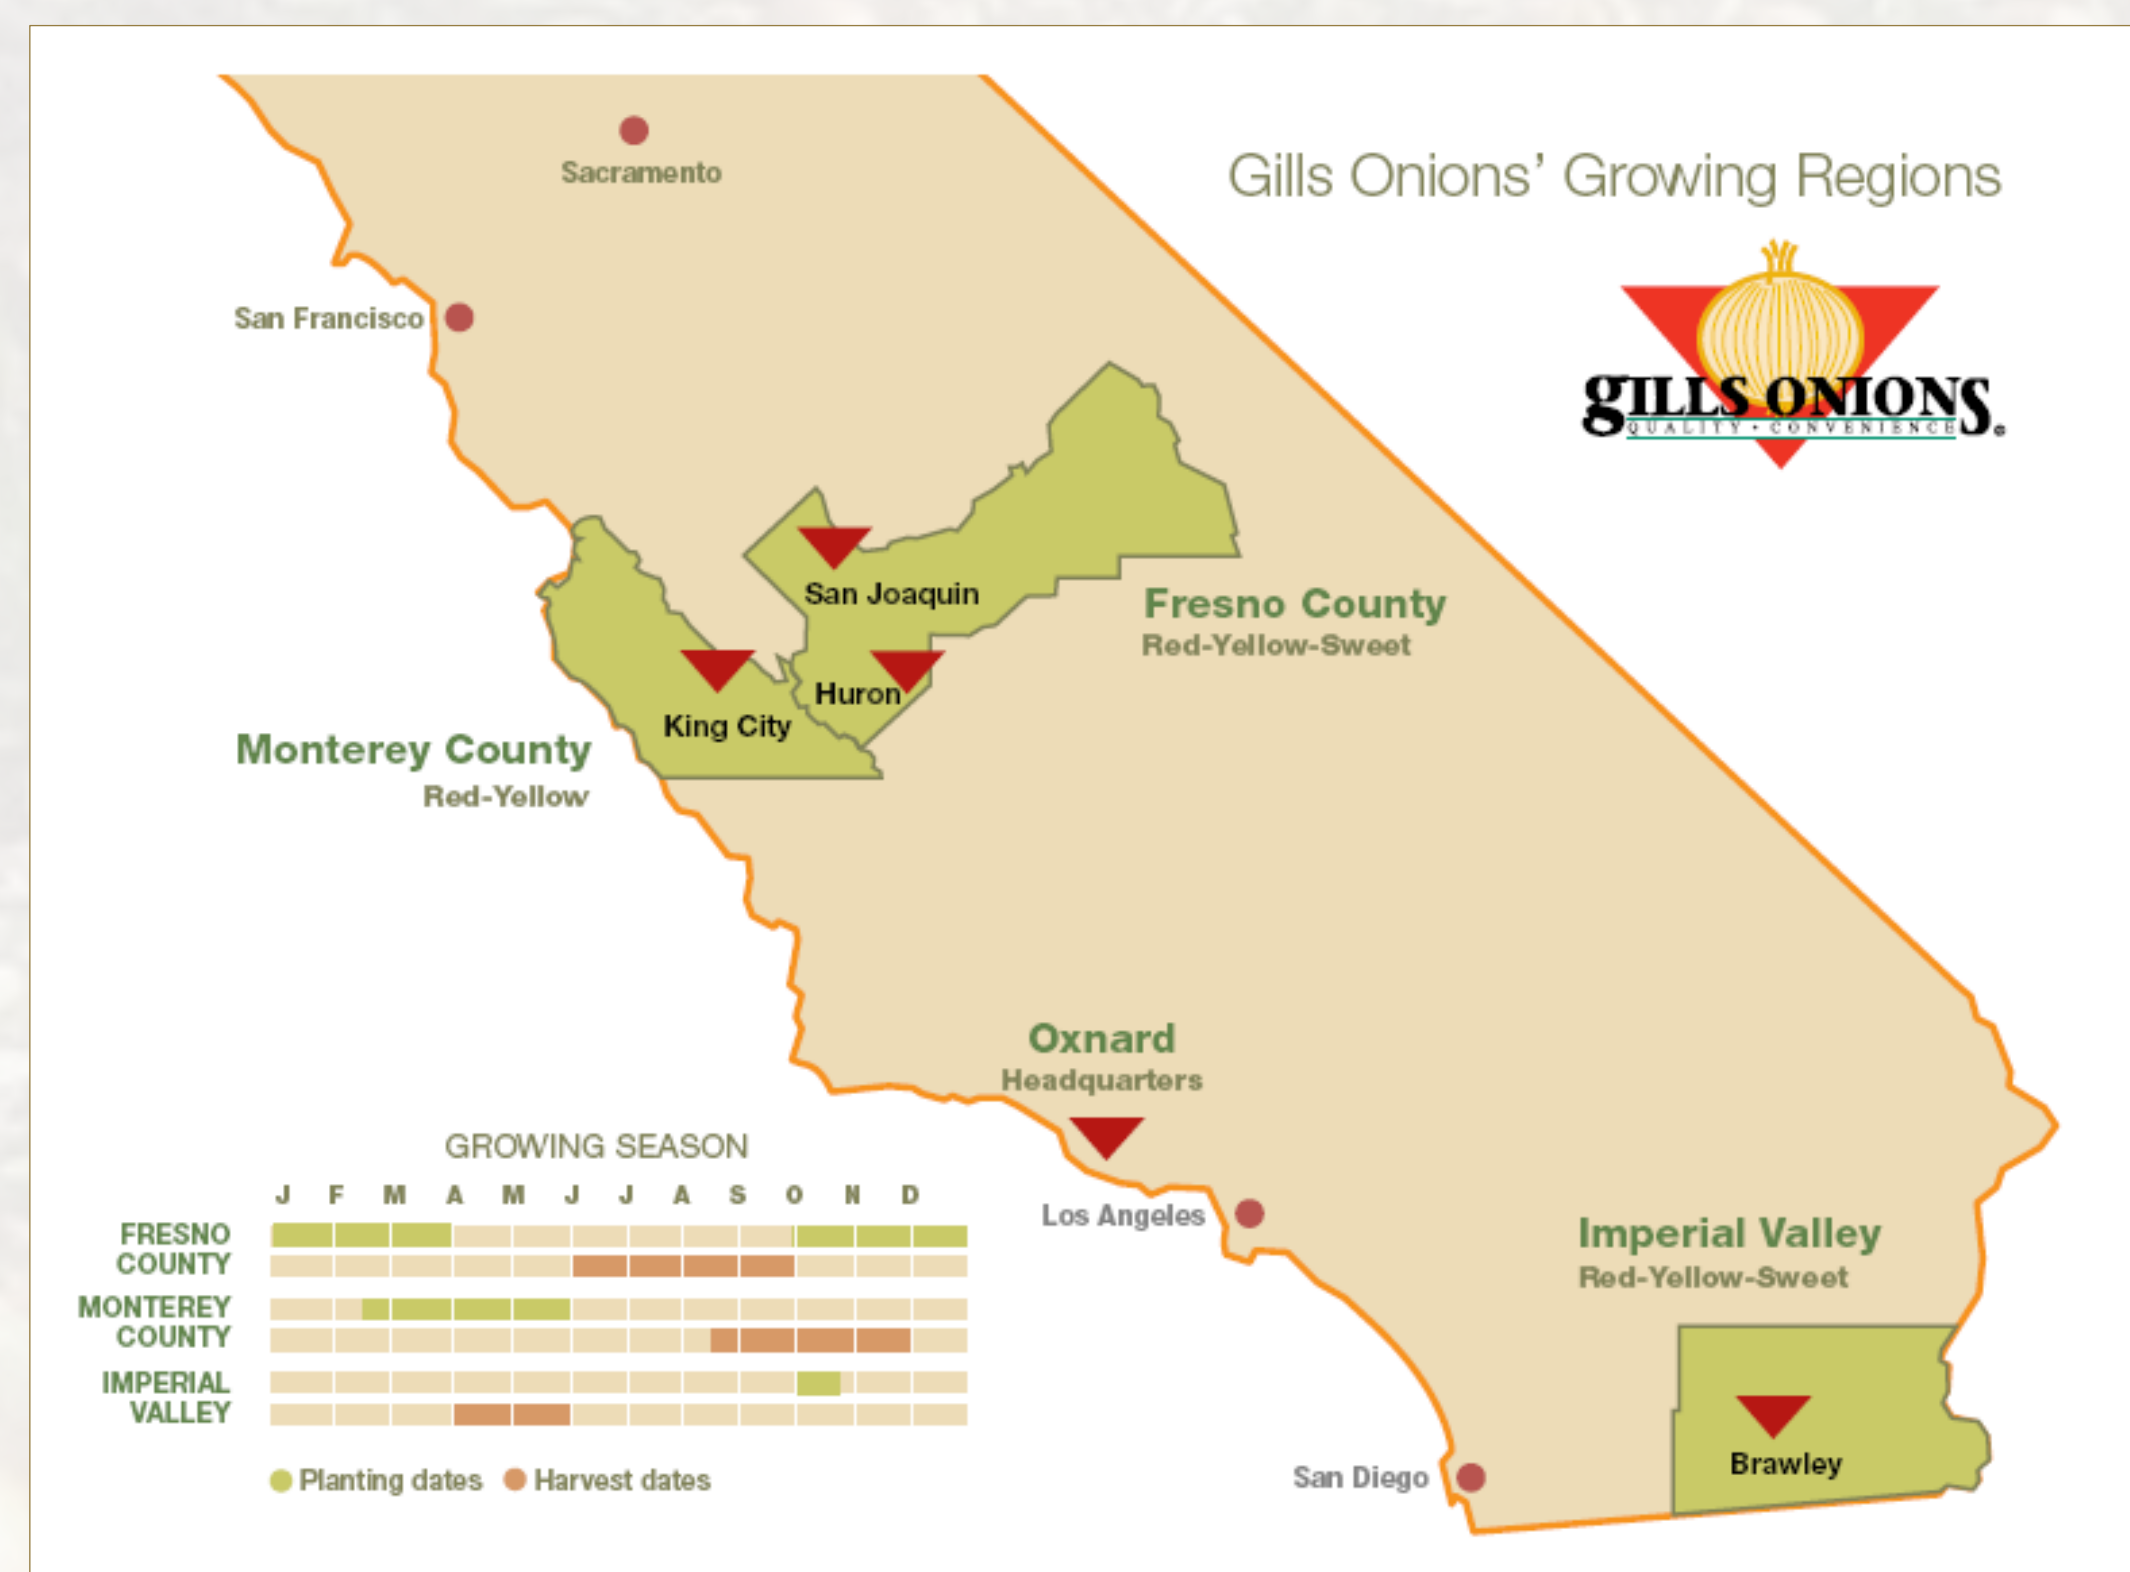 Gills Onions' Growing Regions
gILLS ONIONS
QUALITY • CONVENIENCE
Sacramento
San Francisco
San Joaquin
Fresno County
Red-Yellow-Sweet
Huron
King City
Monterey County
Red-Yellow
Oxnard
Headquarters
Los Angeles
Imperial Valley
Red-Yellow-Sweet
Brawley
San Diego
GROWING SEASON
J F M A M J J A S O N D
FRESNO
COUNTY
MONTEREY
COUNTY
IMPERIAL
VALLEY
Planting dates Harvest dates